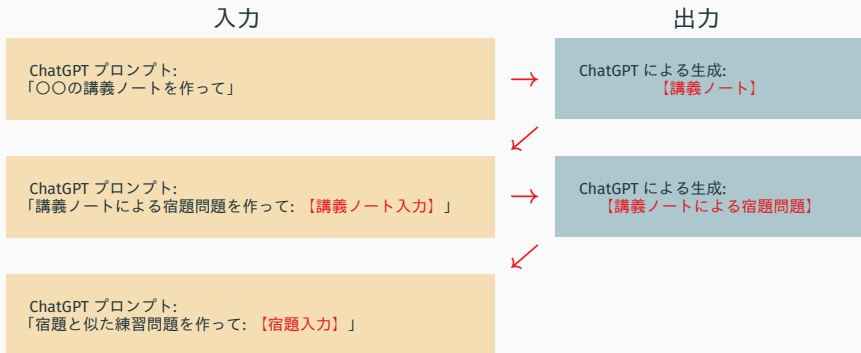 入力
出力
ChatGPT プロンプト:
「〇〇の講義ノートを作って」
→
ChatGPT による生成:
【講義ノート】
ChatGPT プロンプト:
「講義ノートによる宿題問題を作って: 【講義ノート入力】」
→
ChatGPT による生成:
【講義ノートによる宿題問題】
ChatGPT プロンプト:
「宿題と似た練習問題を作って: 【宿題入力】」